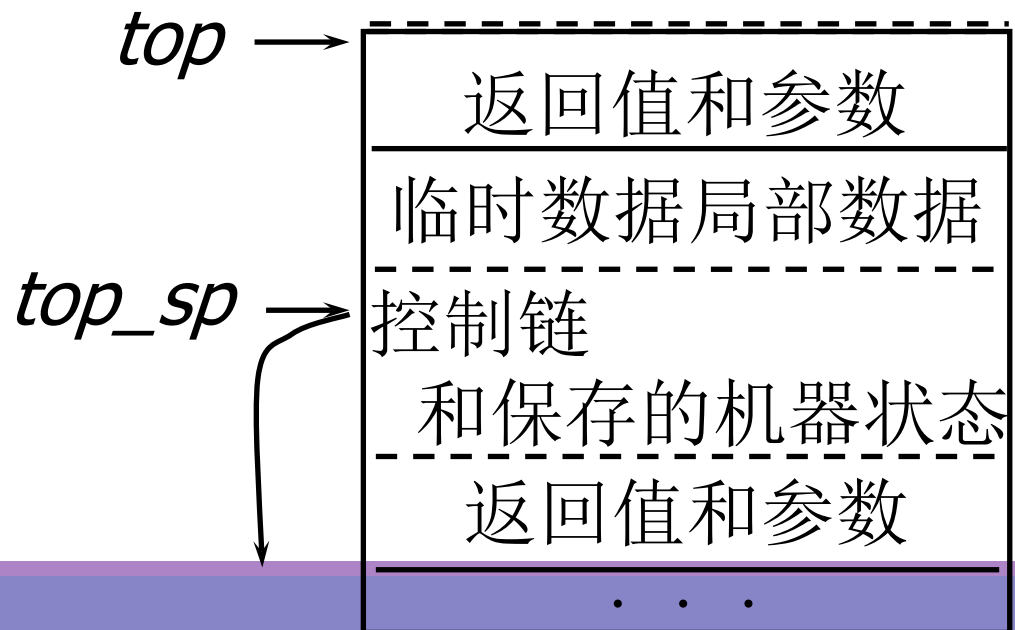 top
返回值和参数
临时数据局部数据
top_sp
控制链
和保存的机器状态
返回值和参数
. . .